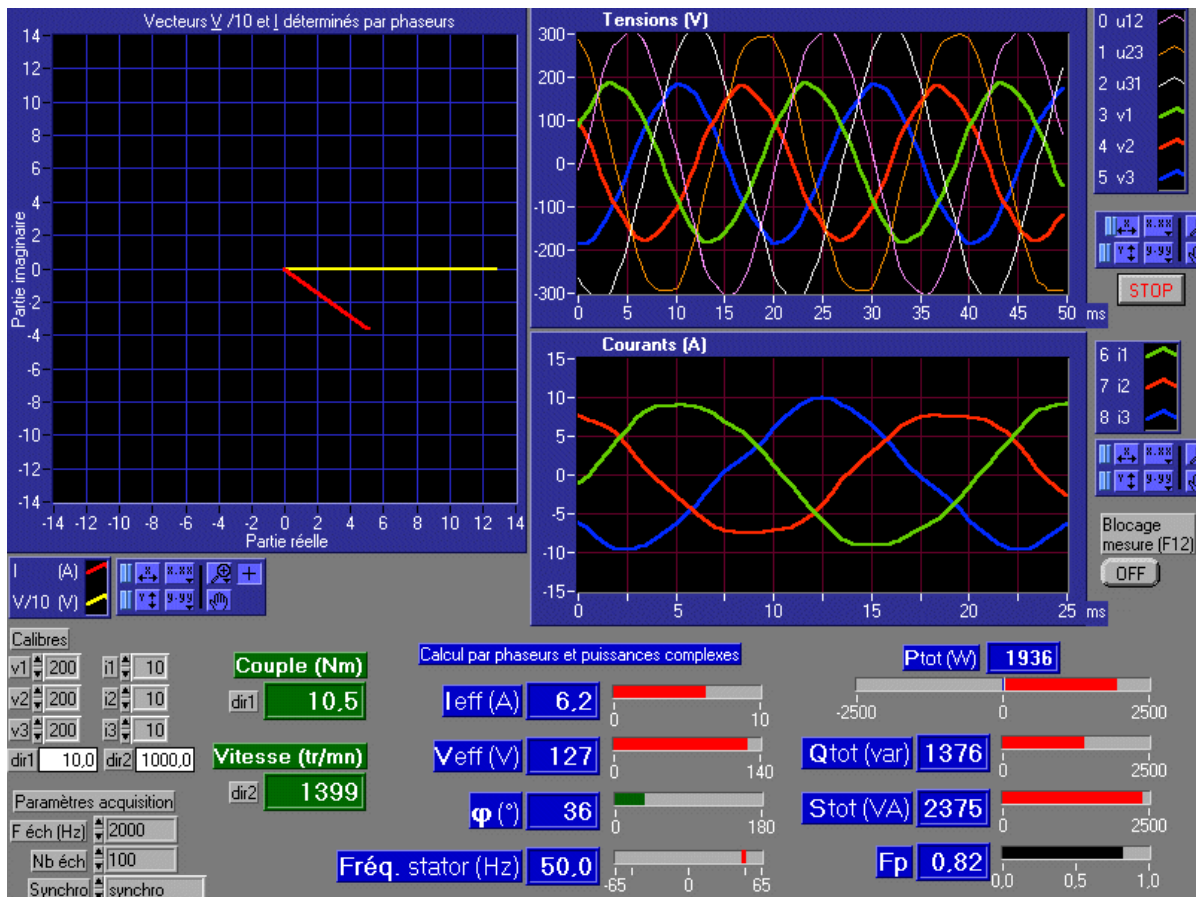 Vecteurs V /10 et I déterminés par phaseurs
14
12
10
8
6
4
2
0
-2
-4
-6
-8
-10
-12
-14
Partie imaginaire
-14 -12 -10 -8 -6 -4 -2 0 2 4 6 8 10 12 14
Partie réelle
I (A)
V/10 (V)
Tensions (V)
300
200
100
0
-100
-200
-300
0 5 10 15 20 25 30 35 40 45 50 ms
0 u12
1 u23
2 u31
3 v1
4 v2
5 v3
STOP
Courants (A)
15
10
5
0
-5
-10
-15
0 5 10 15 20 25 ms
6 i1
7 i2
8 i3
Blocage
mesure (F12)
OFF
Calibres
v1 200 i1 10
v2 200 i2 10
v3 200 i3 10
dir1 10,0 dir2 1000,0
Paramètres acquisition
F éch (Hz) 2000
Nb éch 100
Synchro synchro
Couple (Nm)
dir1 10,5
Vitesse (tr/mn)
dir2 1399
Calcul par phaseurs et puissances complexes
Ieff (A) 6,2
0 10
Veff (V) 127
0 140
φ (°) 36
0 180
Fréq. stator (Hz) 50,0
-65 0 65
Ptot (W) 1936
-2500 0 2500
Qtot (var) 1376
0 2500
Stot (VA) 2375
0 2500
Fp 0,82
0,0 0,5 1,0